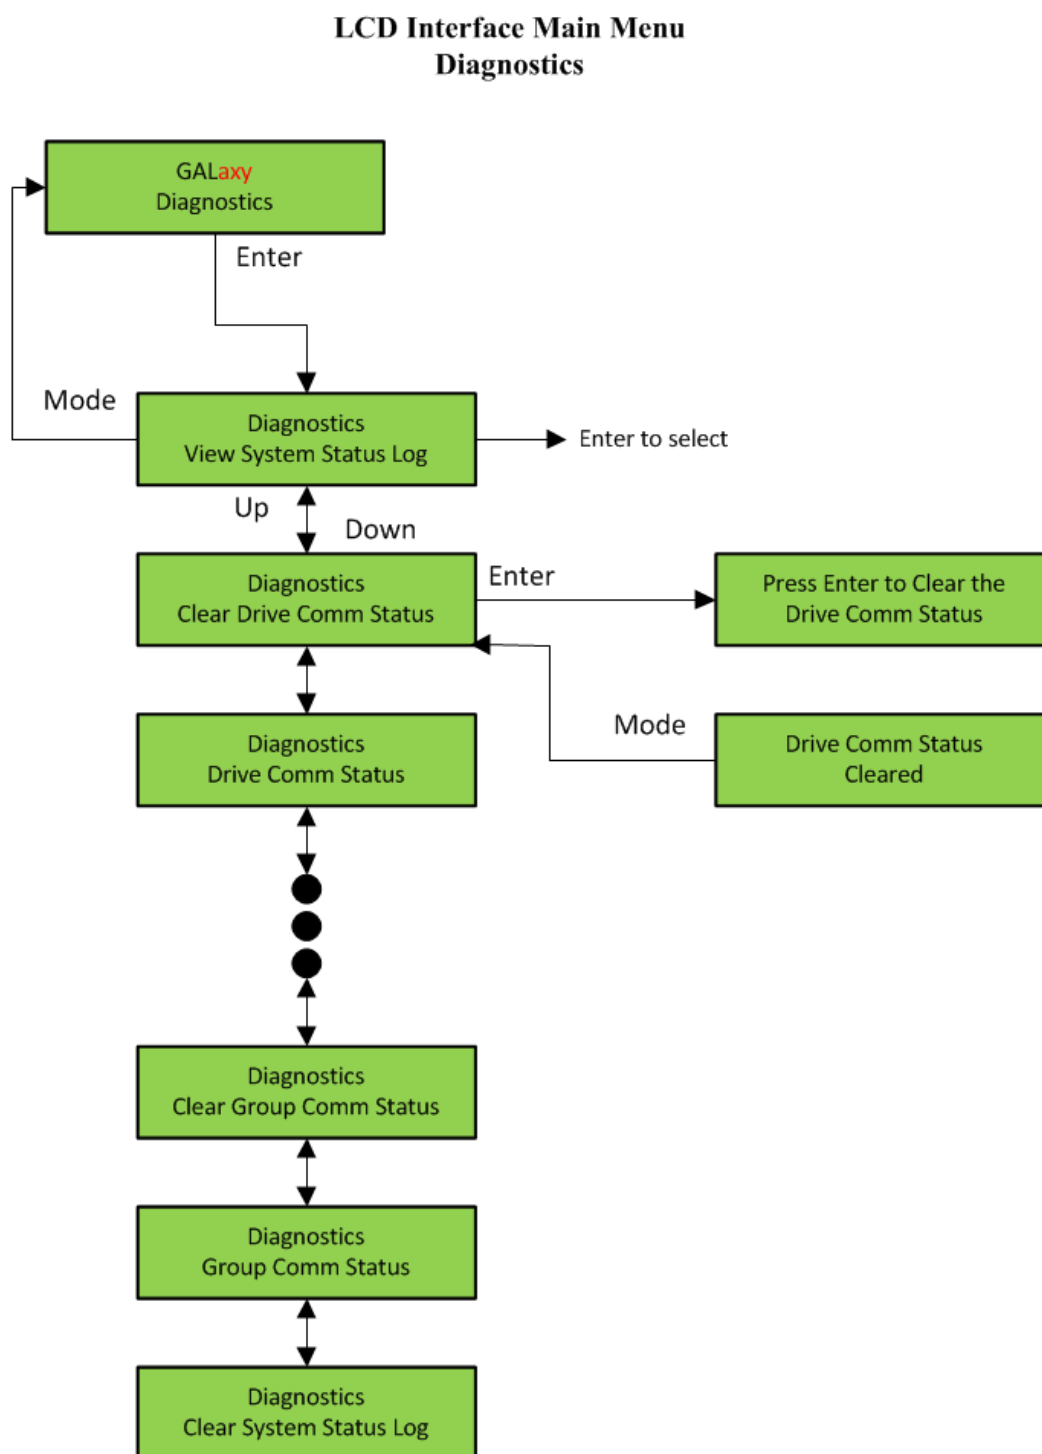 LCD Interface Main Menu
Diagnostics
GALaxy
Diagnostics
Enter
Mode
Diagnostics
View System Status Log
Enter to select
Up
Down
Diagnostics
Clear Drive Comm Status
Enter
Press Enter to Clear the
Drive Comm Status
Diagnostics
Drive Comm Status
Mode
Drive Comm Status
Cleared
Diagnostics
Clear Group Comm Status
Diagnostics
Group Comm Status
Diagnostics
Clear System Status Log